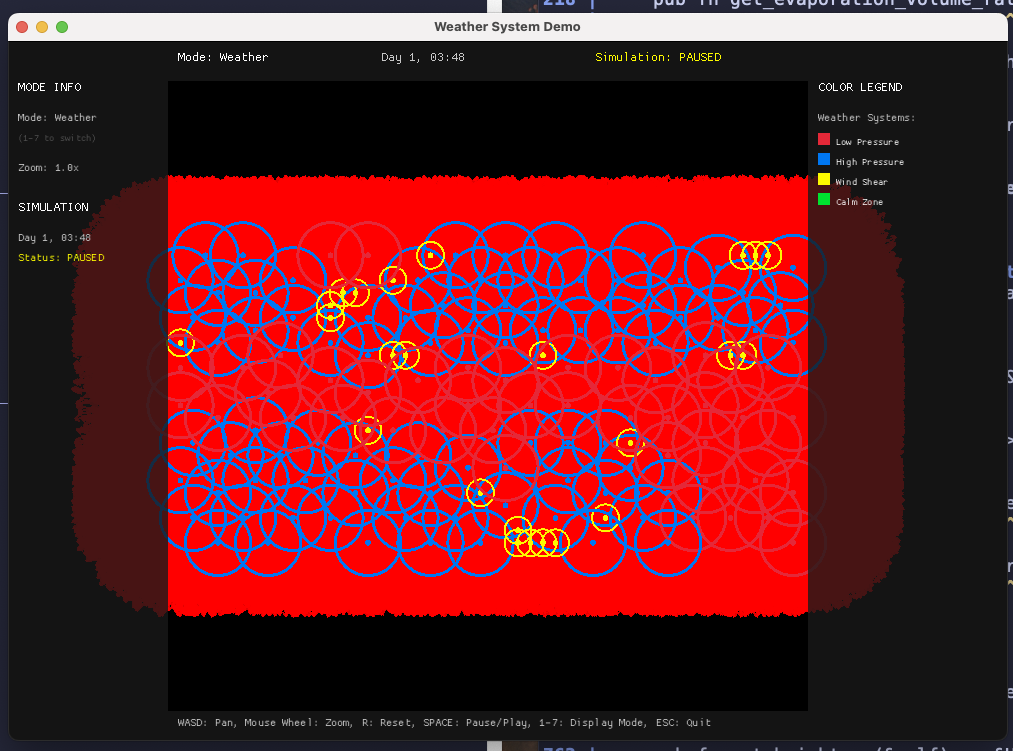 218 | pub fn get_evaporation_volume_rat
Weather System Demo
Mode: Weather
Day 1, 03:48
Simulation: PAUSED
MODE INFO
Mode: Weather
(1-7 to switch)
Zoom: 1.0x
SIMULATION
Day 1, 03:48
Status: PAUSED
COLOR LEGEND
Weather Systems:
Low Pressure
High Pressure
Wind Shear
Calm Zone
WASD: Pan, Mouse Wheel: Zoom, R: Reset, SPACE: Pause/Play, 1-7: Display Mode, ESC: Quit